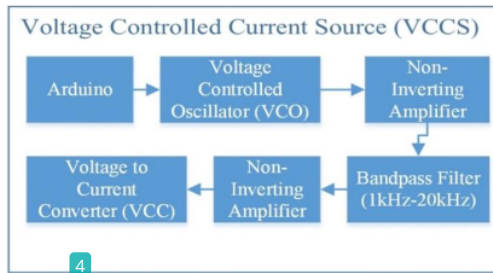 Voltage Controlled Current Source (VCCS)
Arduino
Voltage
Controlled
Oscillator (VCO)
Non-
Inverting
Amplifier
Voltage to
Current
Converter (VCC)
Non-
Inverting
Amplifier
Bandpass Filter
(1kHz-20kHz)
4